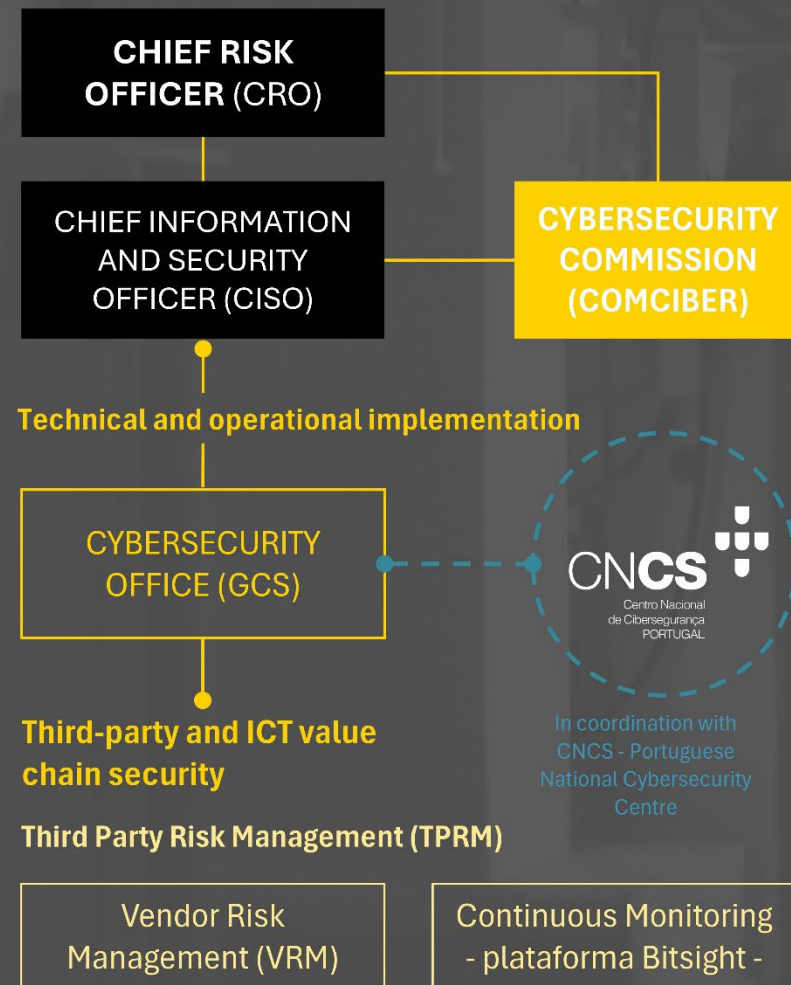 CHIEF RISK
OFFICER (CRO)
CHIEF INFORMATION
AND SECURITY
OFFICER (CISO)
CYBERSECURITY
COMMISSION
(COMCIBER)
Technical and operational implementation
CYBERSECURITY
OFFICE (GCS)
CNCS
Centro Nacional
de Cibersegurança
PORTUGAL
In coordination with
CNCS - Portuguese
National Cybersecurity
Centre
Third-party and ICT value
chain security
Third Party Risk Management (TPRM)
Vendor Risk
Management (VRM)
Continuous Monitoring
- plataforma Bitsight -